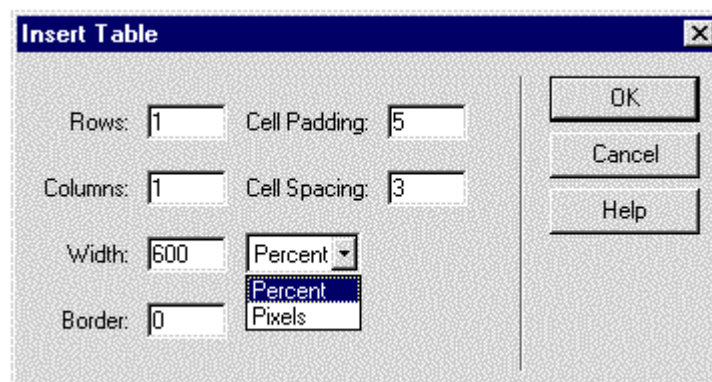 Insert Table
Rows: 1 Cell Padding: 5 OK
Columns: 1 Cell Spacing: 3 Cancel
Help
Width: 600 Percent
Percent
Pixels
Border: 0